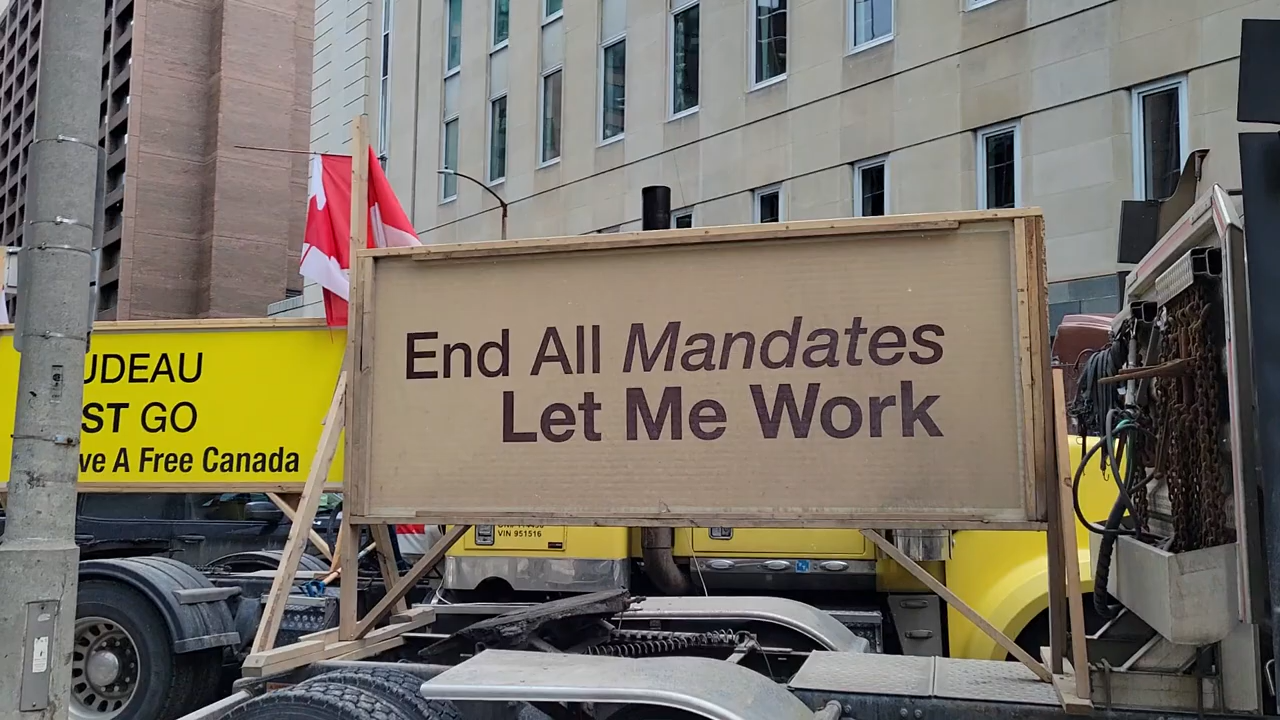 UDEAU
ST GO
ve A Free Canada
End All Mandates
Let Me Work
VIN 951516